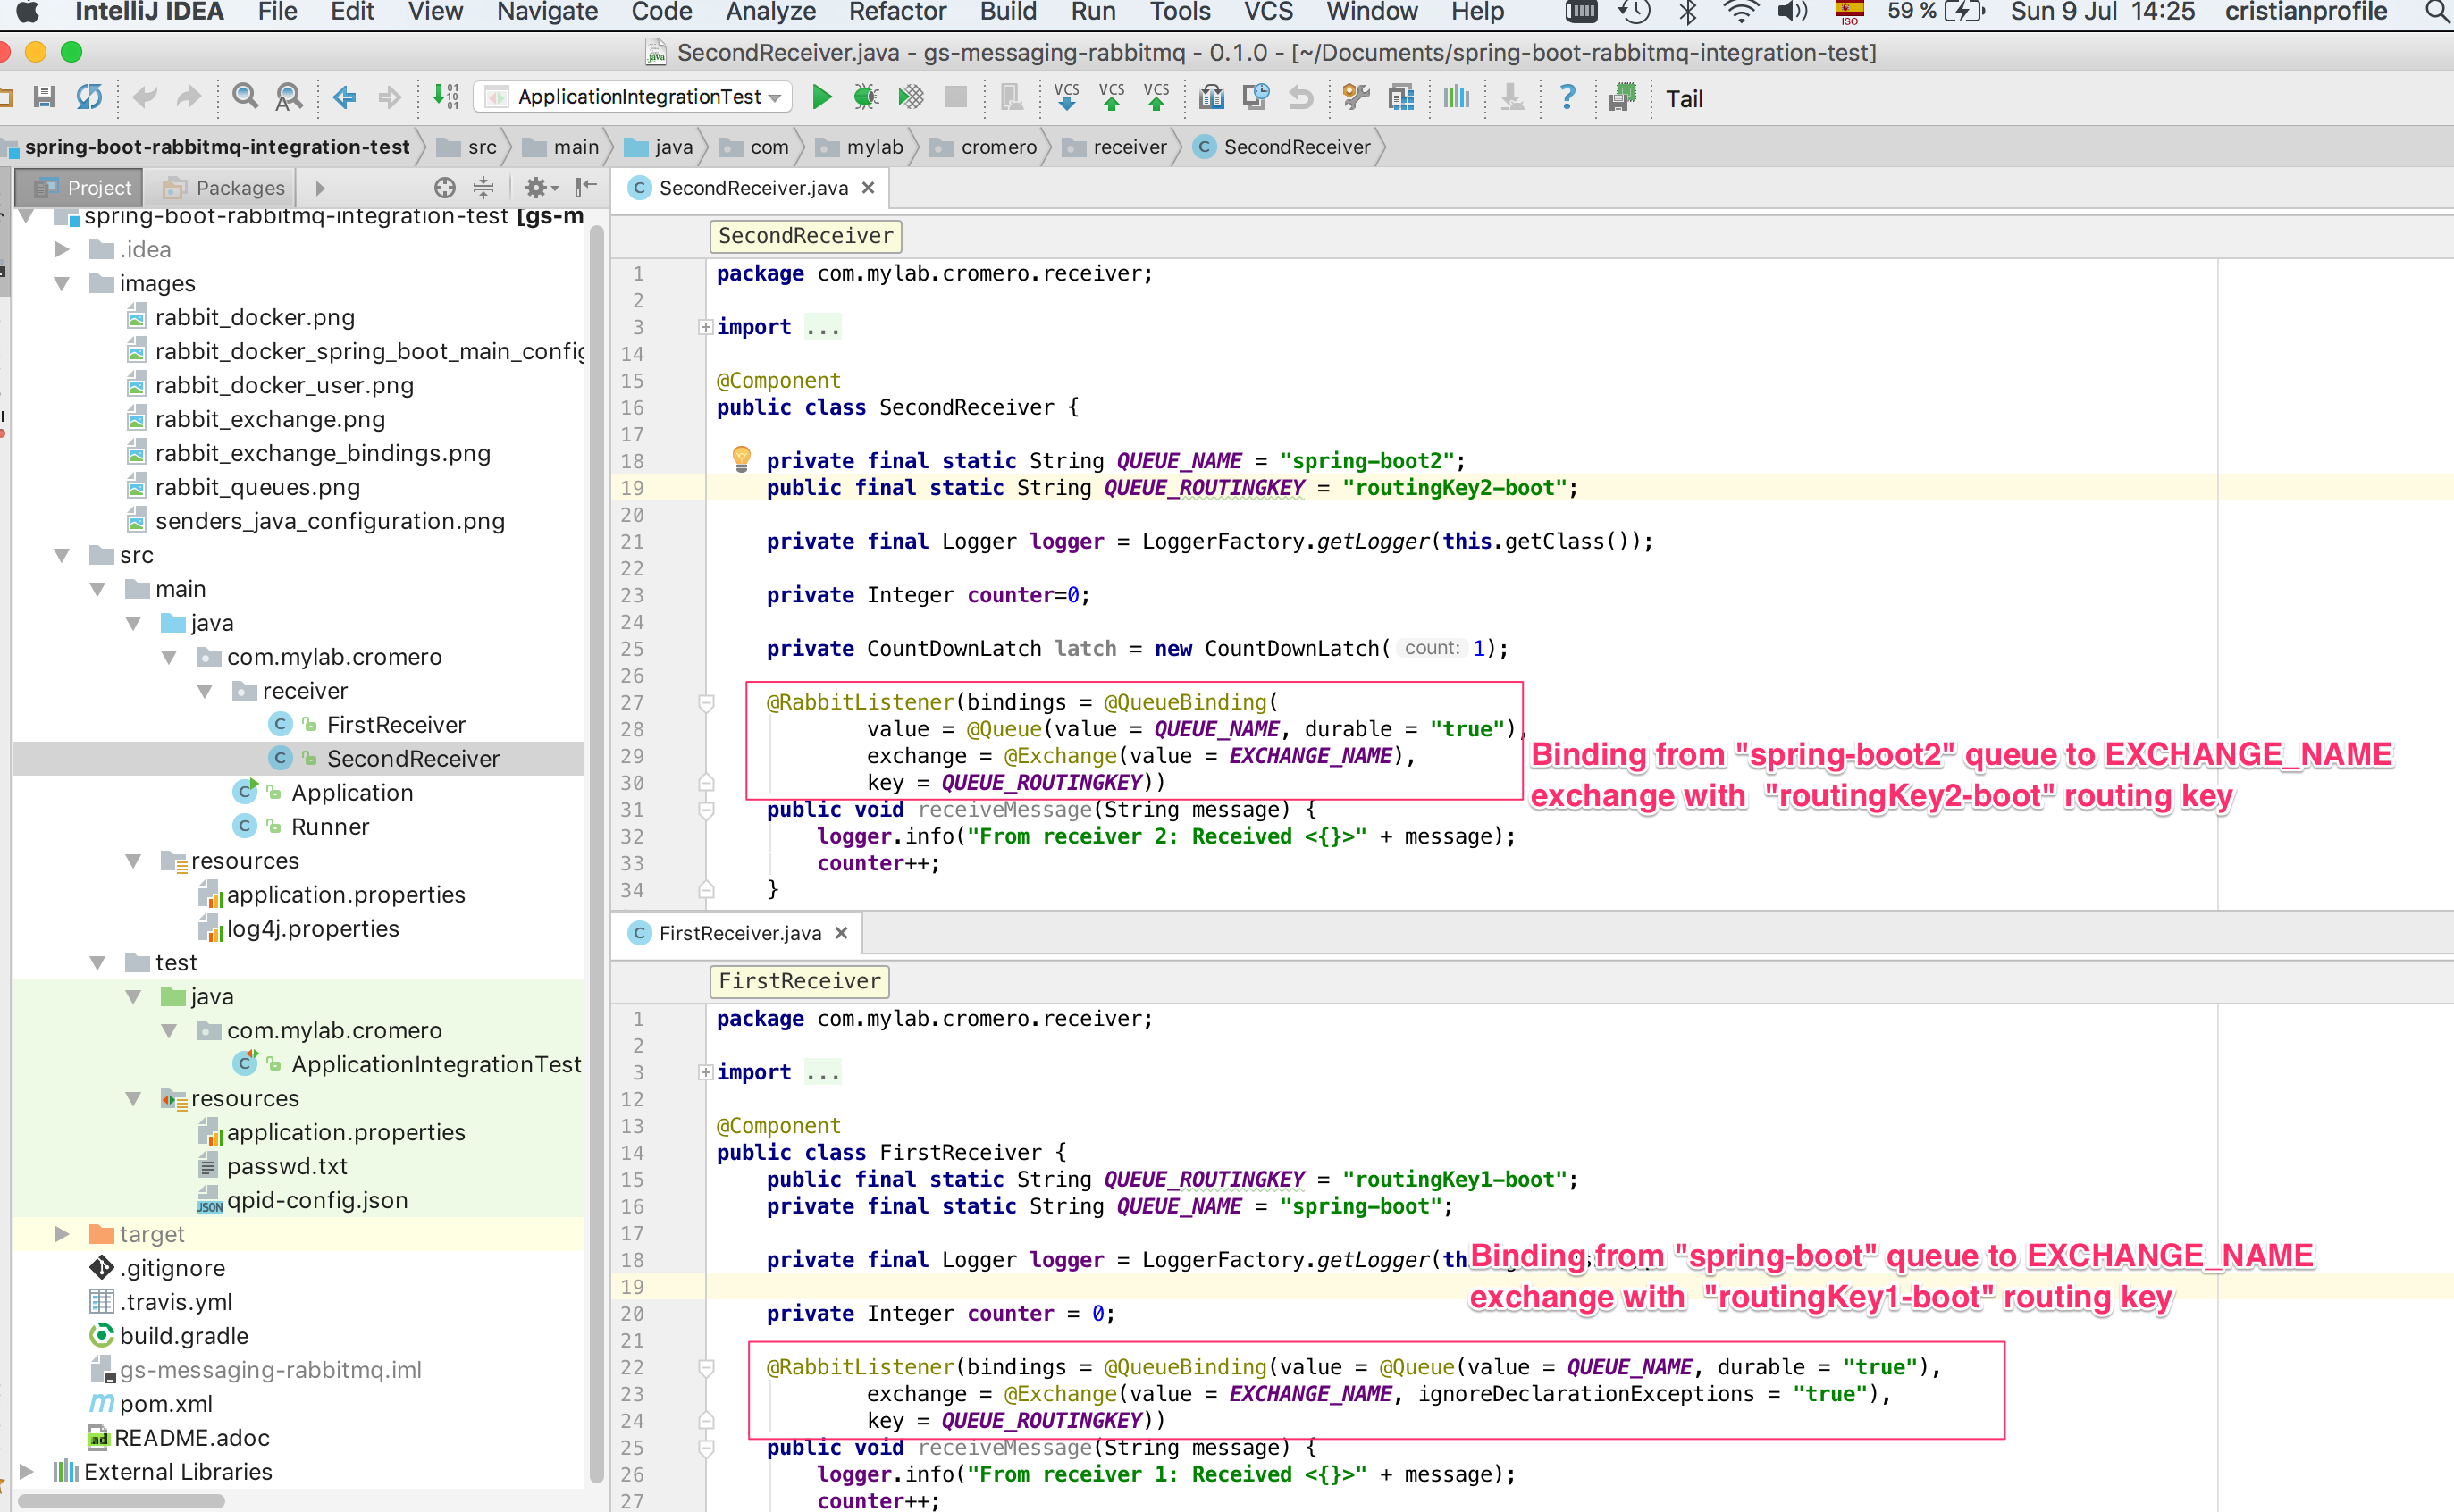 IntelliJ IDEA File Edit View Navigate Code Analyze Refactor Build Run Tools VCS Window Help ISO 59 % Sun 9 Jul 14:25 cristianprofile
SecondReceiver.java - gs-messaging-rabbitmq - 0.1.0 - [~/Documents/spring-boot-rabbitmq-integration-test]
ApplicationIntegrationTest VCS VCS VCS ? Tail
spring-boot-rabbitmq-integration-test src main java com mylab cromero receiver SecondReceiver
Project Packages
spring-boot-rabbitmq-integration-test [gs-m
.idea
images
rabbit_docker.png
rabbit_docker_spring_boot_main_config
rabbit_docker_user.png
rabbit_exchange.png
rabbit_exchange_bindings.png
rabbit_queues.png
senders_java_configuration.png
src
main
java
com.mylab.cromero
receiver
FirstReceiver
SecondReceiver
Application
Runner
resources
application.properties
log4j.properties
test
java
com.mylab.cromero
ApplicationIntegrationTest
resources
application.properties
passwd.txt
qpid-config.json
target
.gitignore
.travis.yml
build.gradle
gs-messaging-rabbitmq.iml
pom.xml
README.adoc
External Libraries
SecondReceiver.java
SecondReceiver
1 package com.mylab.cromero.receiver;
2
3 import ...
14
15 @Component
16 public class SecondReceiver {
17
18 private final static String QUEUE_NAME = "spring-boot2";
19 public final static String QUEUE_ROUTINGKEY = "routingKey2-boot";
20
21 private final Logger logger = LoggerFactory.getLogger(this.getClass());
22
23 private Integer counter=0;
24
25 private CountDownLatch latch = new CountDownLatch( count: 1);
26
27 @RabbitListener(bindings = @QueueBinding(
28 value = @Queue(value = QUEUE_NAME, durable = "true"),
29 exchange = @Exchange(value = EXCHANGE_NAME),
30 key = QUEUE_ROUTINGKEY))
31 public void receiveMessage(String message) {
32 logger.info("From receiver 2: Received <{}>" + message);
33 counter++;
34 }
Binding from "spring-boot2" queue to EXCHANGE_NAME
exchange with "routingKey2-boot" routing key
FirstReceiver.java
FirstReceiver
1 package com.mylab.cromero.receiver;
2
3 import ...
12
13 @Component
14 public class FirstReceiver {
15 public final static String QUEUE_ROUTINGKEY = "routingKey1-boot";
16 private final static String QUEUE_NAME = "spring-boot";
17
18 private final Logger logger = LoggerFactory.getLogger(th
19
20 private Integer counter = 0;
21
22 @RabbitListener(bindings = @QueueBinding(value = @Queue(value = QUEUE_NAME, durable = "true"),
23 exchange = @Exchange(value = EXCHANGE_NAME, ignoreDeclarationExceptions = "true"),
24 key = QUEUE_ROUTINGKEY))
25 public void receiveMessage(String message) {
26 logger.info("From receiver 1: Received <{}>" + message);
27 counter++;
Binding from "spring-boot" queue to EXCHANGE_NAME
exchange with "routingKey1-boot" routing key